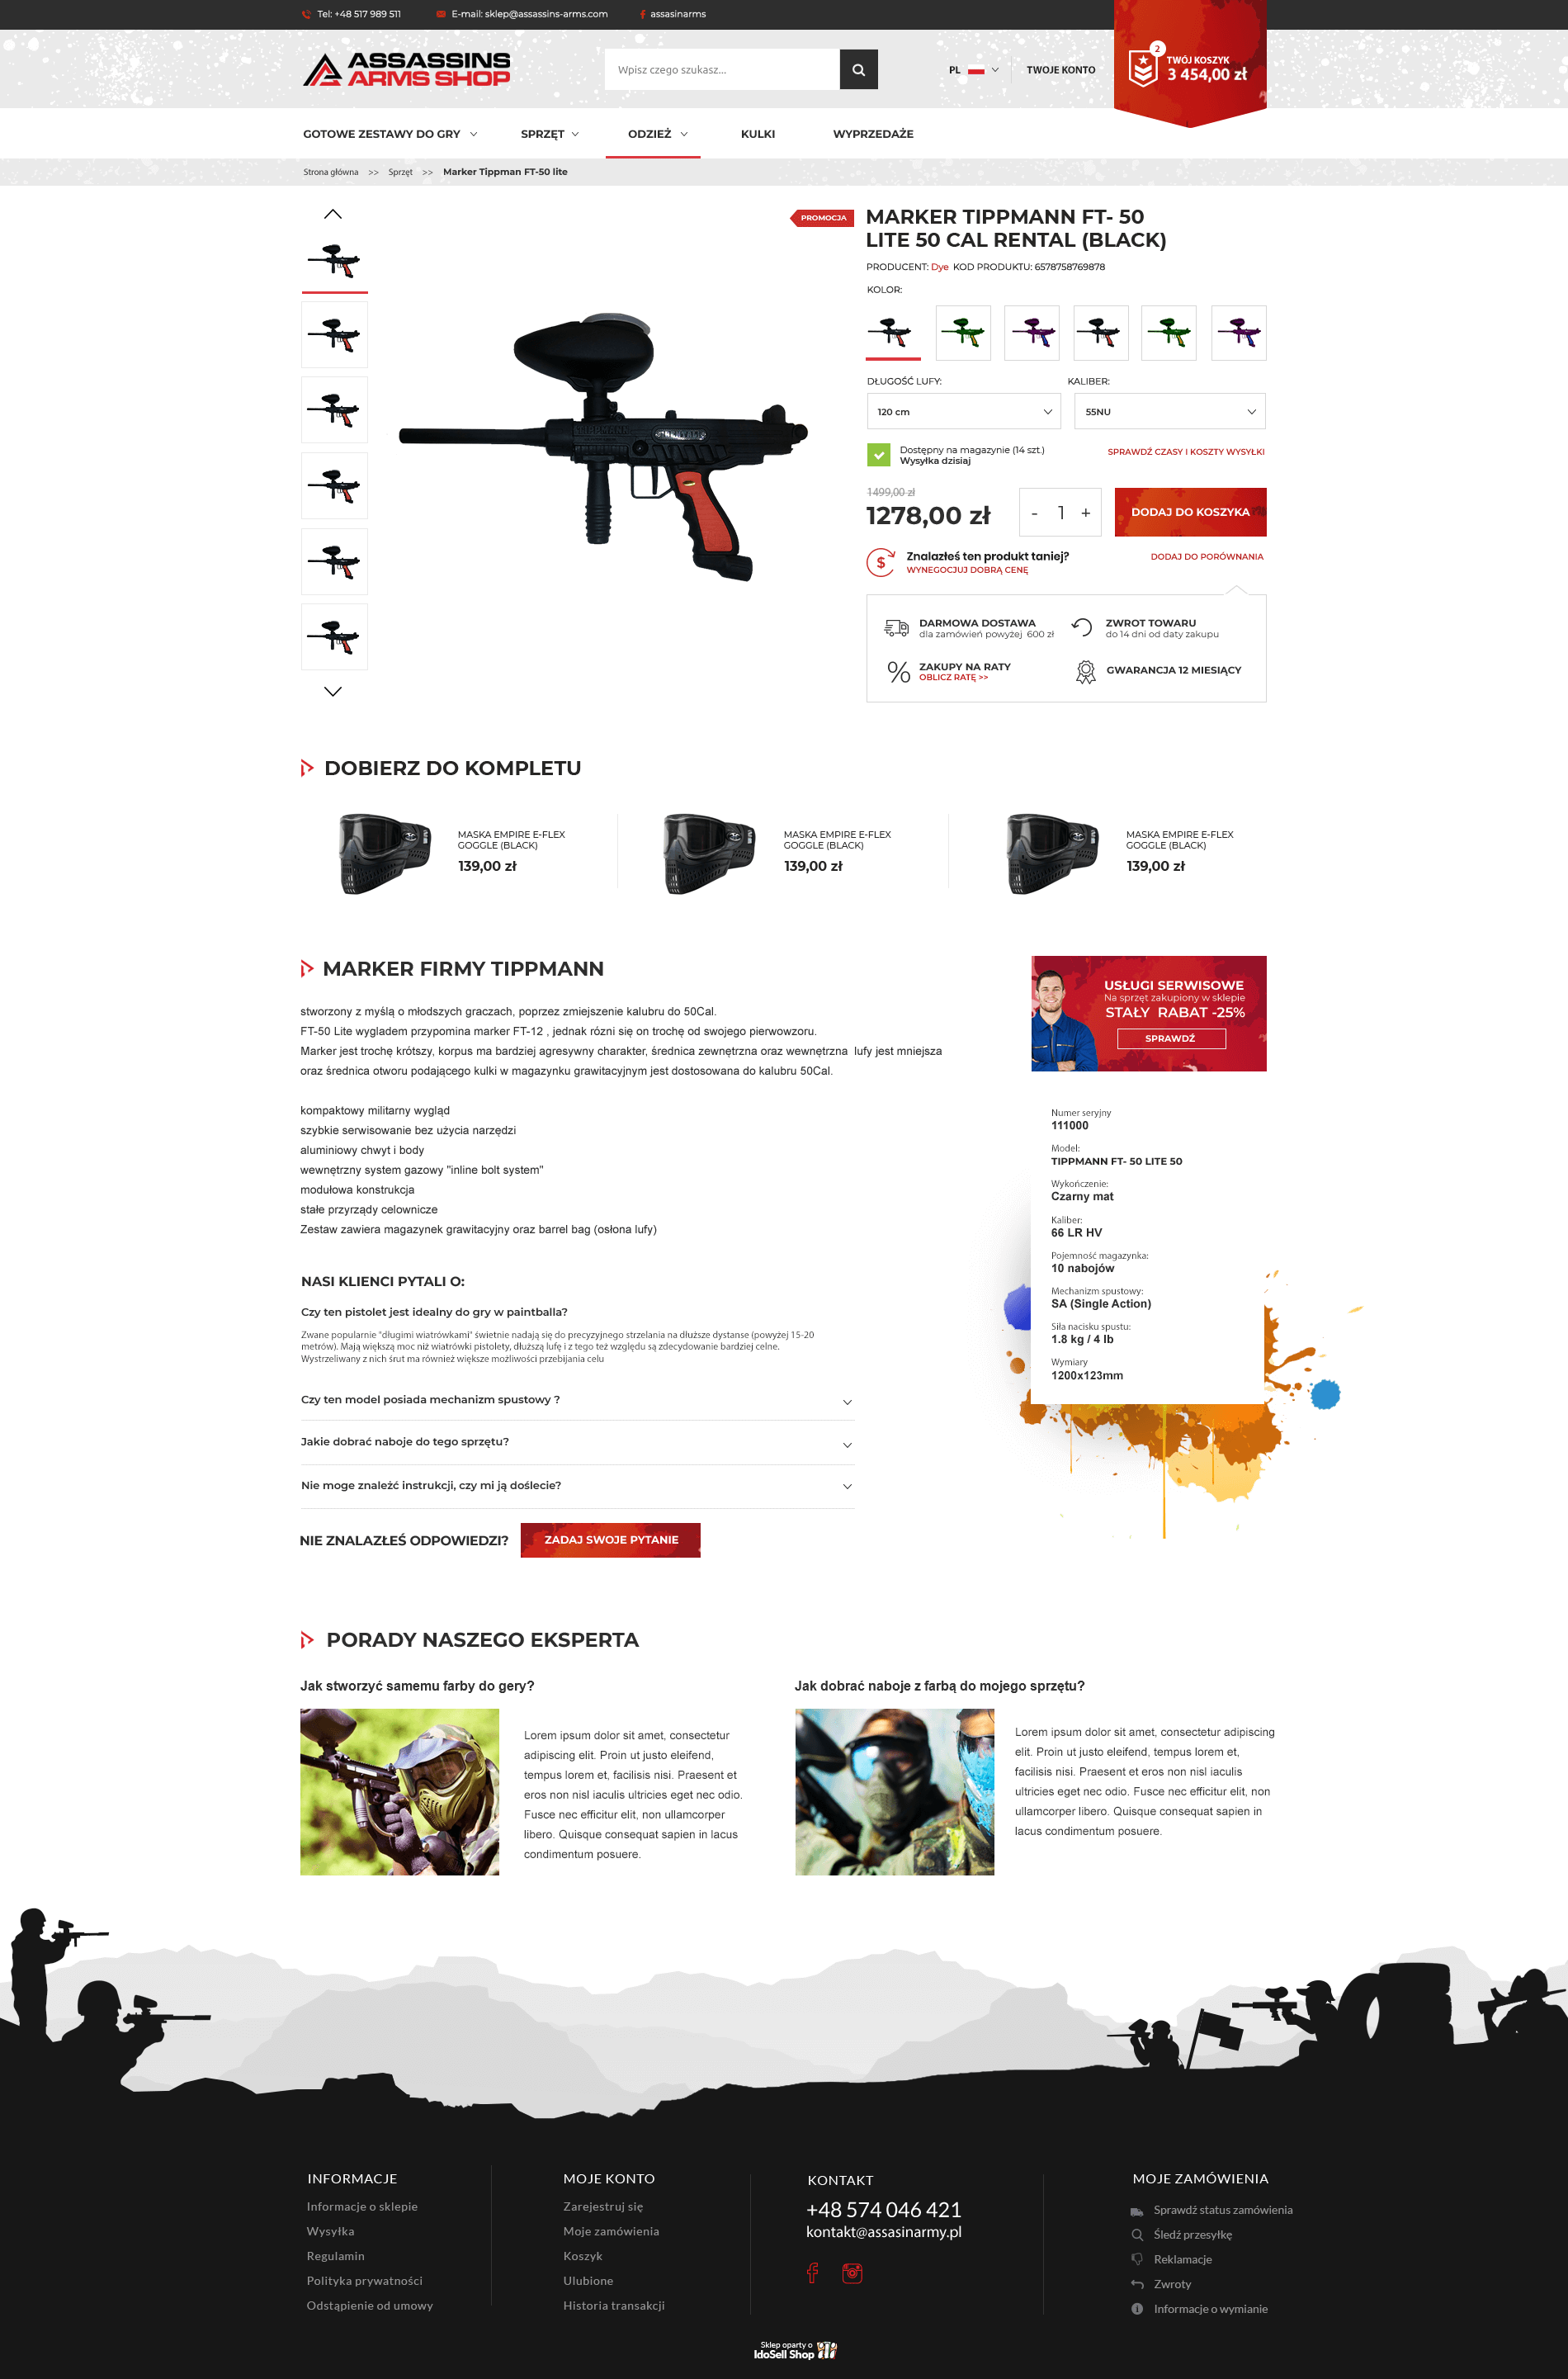 Tel: +48 517 989 511
E-mail: sklep@assassins-arms.com
assasinarms
ASSASSINS
ARMS SHOP
Wpisz czego szukasz...
PL
TWOJE KONTO
2
TWÓJ KOSZYK
3 454,00 zł
GOTOWE ZESTAWY DO GRY
SPRZĘT
ODZIEŻ
KULKI
WYPRZEDAŻE
Strona główna >> Sprzęt >> Marker Tippman FT-50 lite
PROMOCJA
MARKER TIPPMANN FT- 50
LITE 50 CAL RENTAL (BLACK)
PRODUCENT: Dye KOD PRODUKTU: 6578758769878
KOLOR:
DŁUGOŚĆ LUFY:
KALIBER:
120 cm
55NU
Dostępny na magazynie (14 szt.)
Wysyłka dzisiaj
SPRAWDŹ CZASY I KOSZTY WYSYŁKI
1499,00 zł
1278,00 zł
- 1 +
DODAJ DO KOSZYKA
$
Znalazłeś ten produkt taniej?
WYNEGOCJUJ DOBRĄ CENĘ
DODAJ DO PORÓWNANIA
DARMOWA DOSTAWA
dla zamówień powyżej 600 zł
ZWROT TOWARU
do 14 dni od daty zakupu
%
ZAKUPY NA RATY
OBLICZ RATĘ >>
GWARANCJA 12 MIESIĄCY
TIPPMANN
DOBIERZ DO KOMPLETU
MASKA EMPIRE E-FLEX
GOGGLE (BLACK)
139,00 zł
MASKA EMPIRE E-FLEX
GOGGLE (BLACK)
139,00 zł
MASKA EMPIRE E-FLEX
GOGGLE (BLACK)
139,00 zł
MARKER FIRMY TIPPMANN
stworzony z myślą o młodszych graczach, poprzez zmiejszenie kalubru do 50Cal.
FT-50 Lite wygladem przypomina marker FT-12 , jednak rózni się on trochę od swojego pierwowzoru.
Marker jest trochę krótszy, korpus ma bardziej agresywny charakter, średnica zewnętrzna oraz wewnętrzna lufy jest mniejsza
oraz średnica otworu podającego kulki w magazynku grawitacyjnym jest dostosowana do kalubru 50Cal.
kompaktowy militarny wygląd
szybkie serwisowanie bez użycia narzędzi
aluminiowy chwyt i body
wewnętrzny system gazowy "inline bolt system"
modułowa konstrukcja
stałe przyrządy celownicze
Zestaw zawiera magazynek grawitacyjny oraz barrel bag (osłona lufy)
USŁUGI SERWISOWE
Na sprzęt zakupiony w sklepie
STAŁY RABAT -25%
SPRAWDŹ
Numer seryjny
111000
Model:
TIPPMANN FT- 50 LITE 50
Wykończenie:
Czarny mat
Kaliber:
66 LR HV
Pojemność magazynka:
10 nabojów
Mechanizm spustowy:
SA (Single Action)
Siła nacisku spustu:
1.8 kg / 4 lb
Wymiary
1200x123mm
NASI KLIENCI PYTALI O:
Czy ten pistolet jest idealny do gry w paintballa?
Zwane popularnie "długimi wiatrówkami" świetnie nadają się do precyzyjnego strzelania na dłuższe dystanse (powyżej 15-20
metrów). Mają większą moc niż wiatrówki pistolety, dłuższą lufę i z tego też względu są zdecydowanie bardziej celne.
Wystrzeliwany z nich śrut ma również większe możliwości przebijania celu
Czy ten model posiada mechanizm spustowy ?
Jakie dobrać naboje do tego sprzętu?
Nie moge znaleźć instrukcji, czy mi ją doślecie?
NIE ZNALAZŁEŚ ODPOWIEDZI?
ZADAJ SWOJE PYTANIE
PORADY NASZEGO EKSPERTA
Jak stworzyć samemu farby do gery?
Lorem ipsum dolor sit amet, consectetur
adipiscing elit. Proin ut justo eleifend,
tempus lorem et, facilisis nisi. Praesent et
eros non nisl iaculis ultricies eget nec odio.
Fusce nec efficitur elit, non ullamcorper
libero. Quisque consequat sapien in lacus
condimentum posuere.
Jak dobrać naboje z farbą do mojego sprzętu?
Lorem ipsum dolor sit amet, consectetur adipiscing
elit. Proin ut justo eleifend, tempus lorem et,
facilisis nisi. Praesent et eros non nisl iaculis
ultricies eget nec odio. Fusce nec efficitur elit, non
ullamcorper libero. Quisque consequat sapien in
lacus condimentum posuere.
INFORMACJE
Informacje o sklepie
Wysyłka
Regulamin
Polityka prywatności
Odstąpienie od umowy
MOJE KONTO
Zarejestruj się
Moje zamówienia
Koszyk
Ulubione
Historia transakcji
KONTAKT
+48 574 046 421
kontakt@assasinarmy.pl
MOJE ZAMÓWIENIA
Sprawdź status zamówienia
Śledź przesyłkę
Reklamacje
Zwroty
Informacje o wymianie
Sklep oparty o
IdoSell Shop